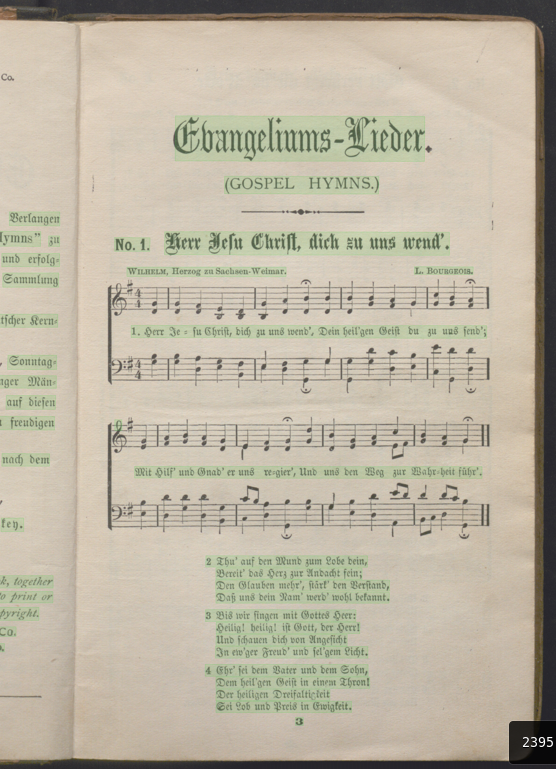 Co.
Verlangen
Hymns” zu
und erfolg-
Sammlung
tscher Kern-
, Sonntag-
nger Män-
auf diesen
n freudigen
nach dem
key.
k, together
to print or
pyright.
Co.
Evangeliums-Lieder.
(GOSPEL HYMNS.)
No. 1. Herr Jesu Christ, dich zu uns wend'.
WILHELM, Herzog zu Sachsen-Weimar. L. BOURGEOIS.
1. Herr Je = su Christ, dich zu uns wend', Dein heil'gen Geist du zu uns send';
Mit Hilf' und Gnad' er uns re=gier', Und uns den Weg zur Wahr=heit führ'.
2 Thu' auf den Mund zum Lobe dein,
Bereit' das Herz zur Andacht fein;
Den Glauben mehr', stärk' den Verstand,
Daß uns dein Nam' werd' wohl bekannt.
3 Bis wir singen mit Gottes Heer:
Heilig! heilig! ist Gott, der Herr!
Und schauen dich von Angesicht
In ew'ger Freud' und sel'gem Licht.
4 Ehr' sei dem Vater und dem Sohn,
Dem heil'gen Geist in einem Thron!
Der heiligen Dreifaltigkeit
Sei Lob und Preis in Ewigkeit.
3
2395